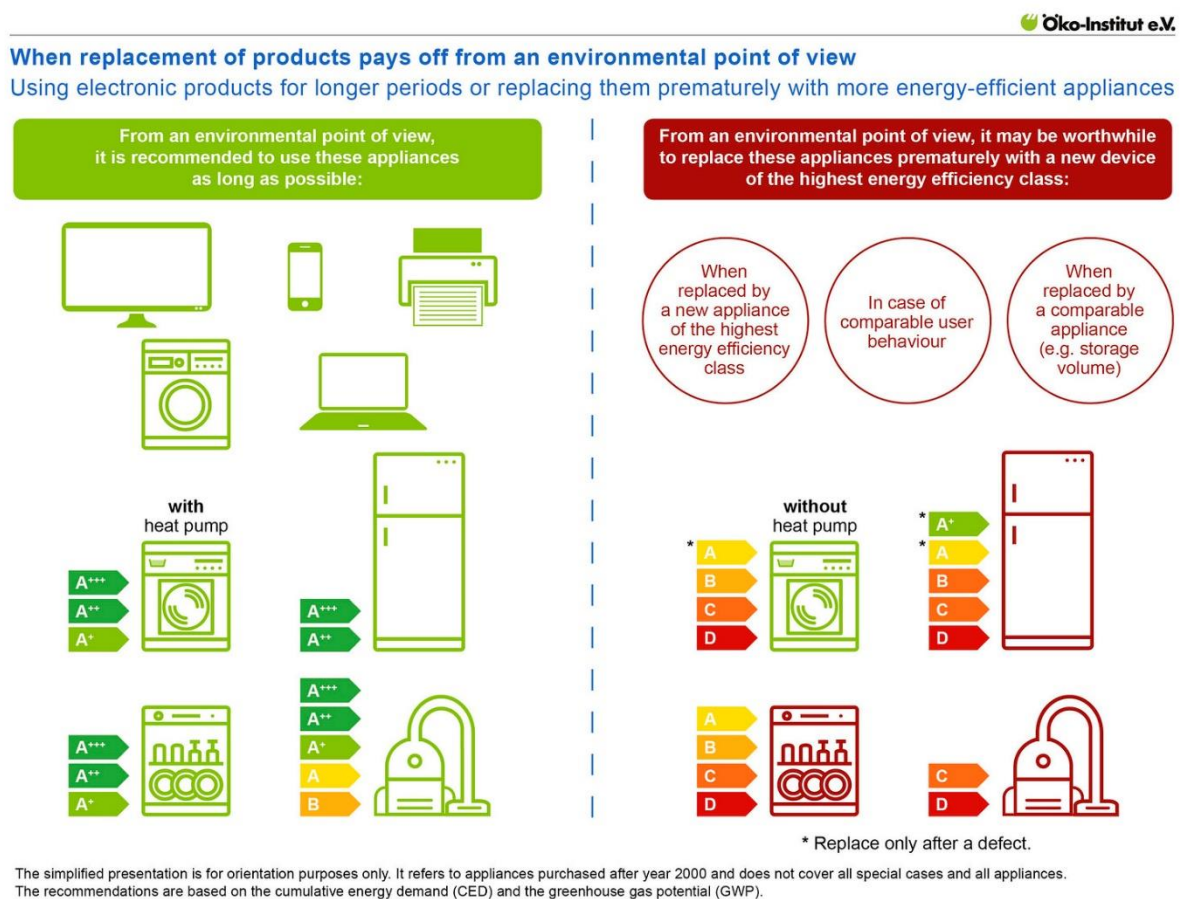 Öko-Institut e.V.
When replacement of products pays off from an environmental point of view
Using electronic products for longer periods or replacing them prematurely with more energy-efficient appliances
From an environmental point of view,
it is recommended to use these appliances
as long as possible:
with
heat pump
A+++
A++
A+
A+++
A++
A+++
A++
A+
A+++
A++
A+
A
B
From an environmental point of view, it may be worthwhile
to replace these appliances prematurely with a new device
of the highest energy efficiency class:
When
replaced by
a new appliance
of the highest
energy efficiency
class
In case of
comparable user
behaviour
When
replaced by
a comparable
appliance
(e.g. storage
volume)
without
heat pump
* A
B
C
D
* A+
* A
B
C
D
A
B
C
D
C
D
* Replace only after a defect.
The simplified presentation is for orientation purposes only. It refers to appliances purchased after year 2000 and does not cover all special cases and all appliances.
The recommendations are based on the cumulative energy demand (CED) and the greenhouse gas potential (GWP).